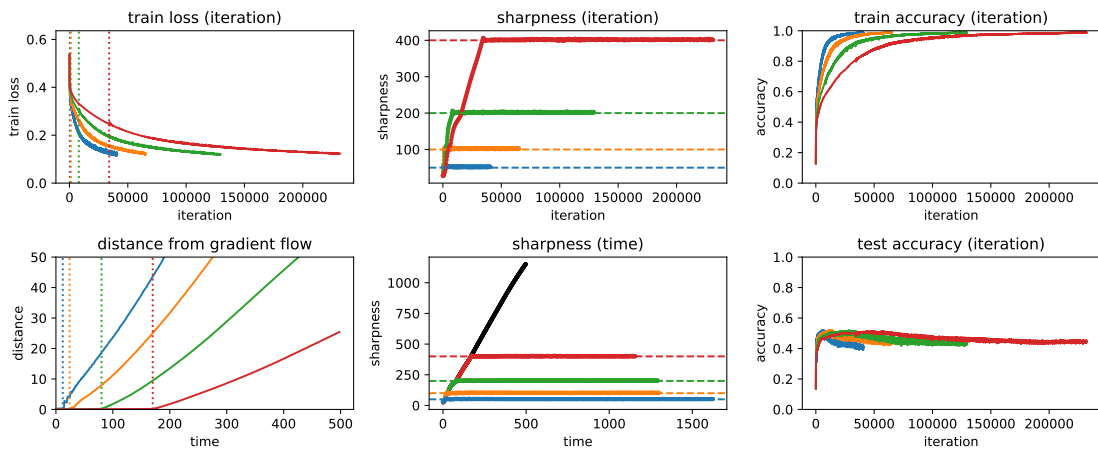 train loss (iteration)
0.6
0.4
0.2
0.0
train loss
0 50000 100000 150000 200000
iteration
sharpness (iteration)
400
300
200
100
sharpness
0 50000 100000 150000 200000
iteration
train accuracy (iteration)
1.0
0.8
0.6
0.4
0.2
0.0
accuracy
0 50000 100000 150000 200000
iteration
distance from gradient flow
50
40
30
20
10
0
distance
0 100 200 300 400 500
time
sharpness (time)
1000
750
500
250
0
sharpness
0 500 1000 1500
time
test accuracy (iteration)
1.0
0.8
0.6
0.4
0.2
0.0
accuracy
0 50000 100000 150000 200000
iteration